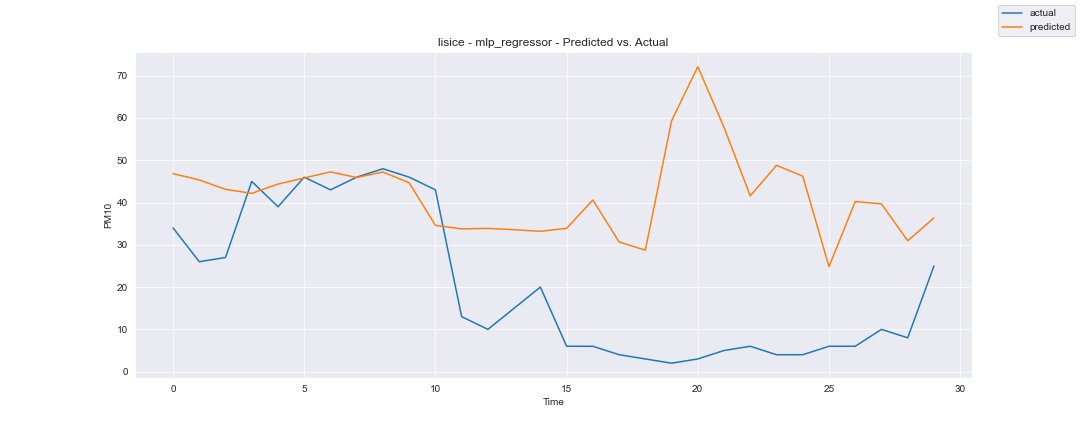 actual
predicted
lisice - mlp_regressor - Predicted vs. Actual
70
60
50
40
30
20
10
0
PM10
0 5 10 15 20 25 30
Time